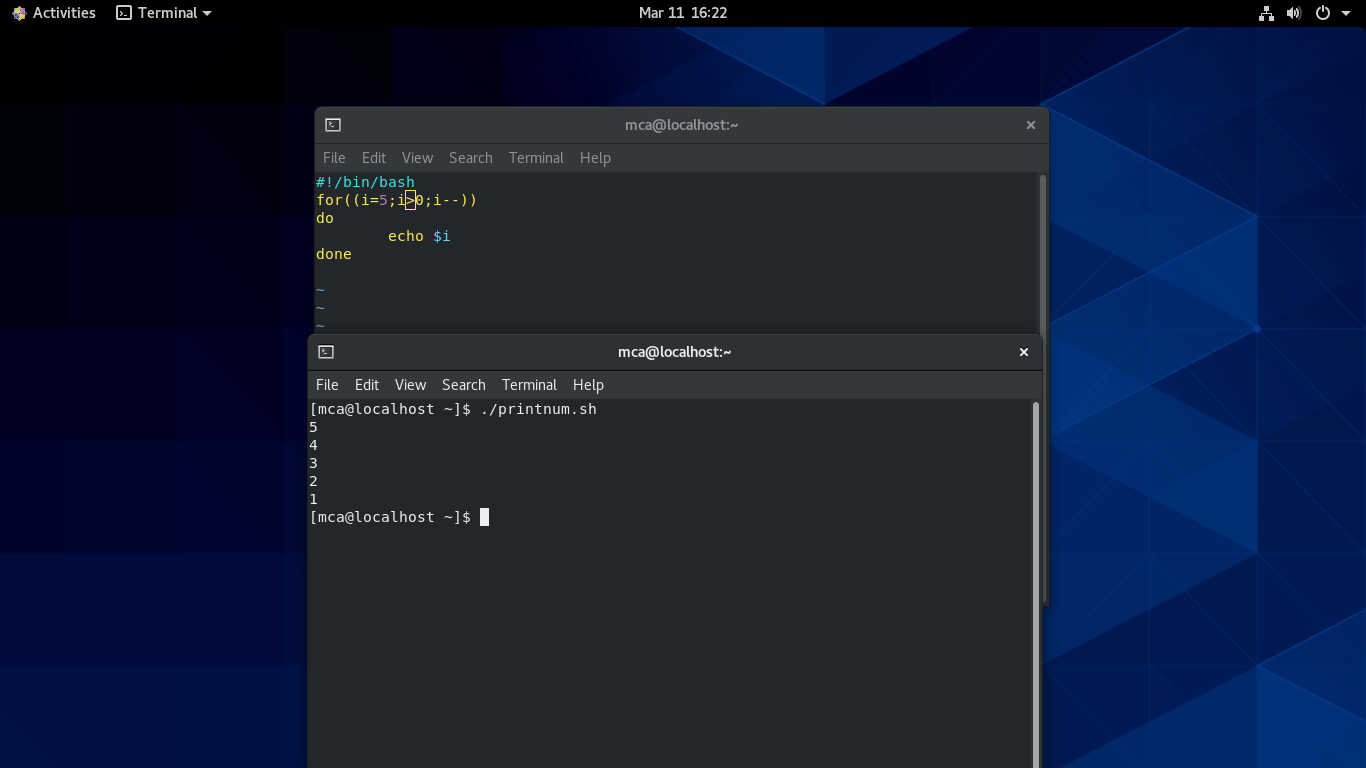 Activities Terminal Mar 11 16:22
mca@localhost:~
File Edit View Search Terminal Help
#!/bin/bash
for((i=5;i>0;i--))
do
        echo $i
done
~
~
~
mca@localhost:~
File Edit View Search Terminal Help
[mca@localhost ~]$ ./printnum.sh
5
4
3
2
1
[mca@localhost ~]$